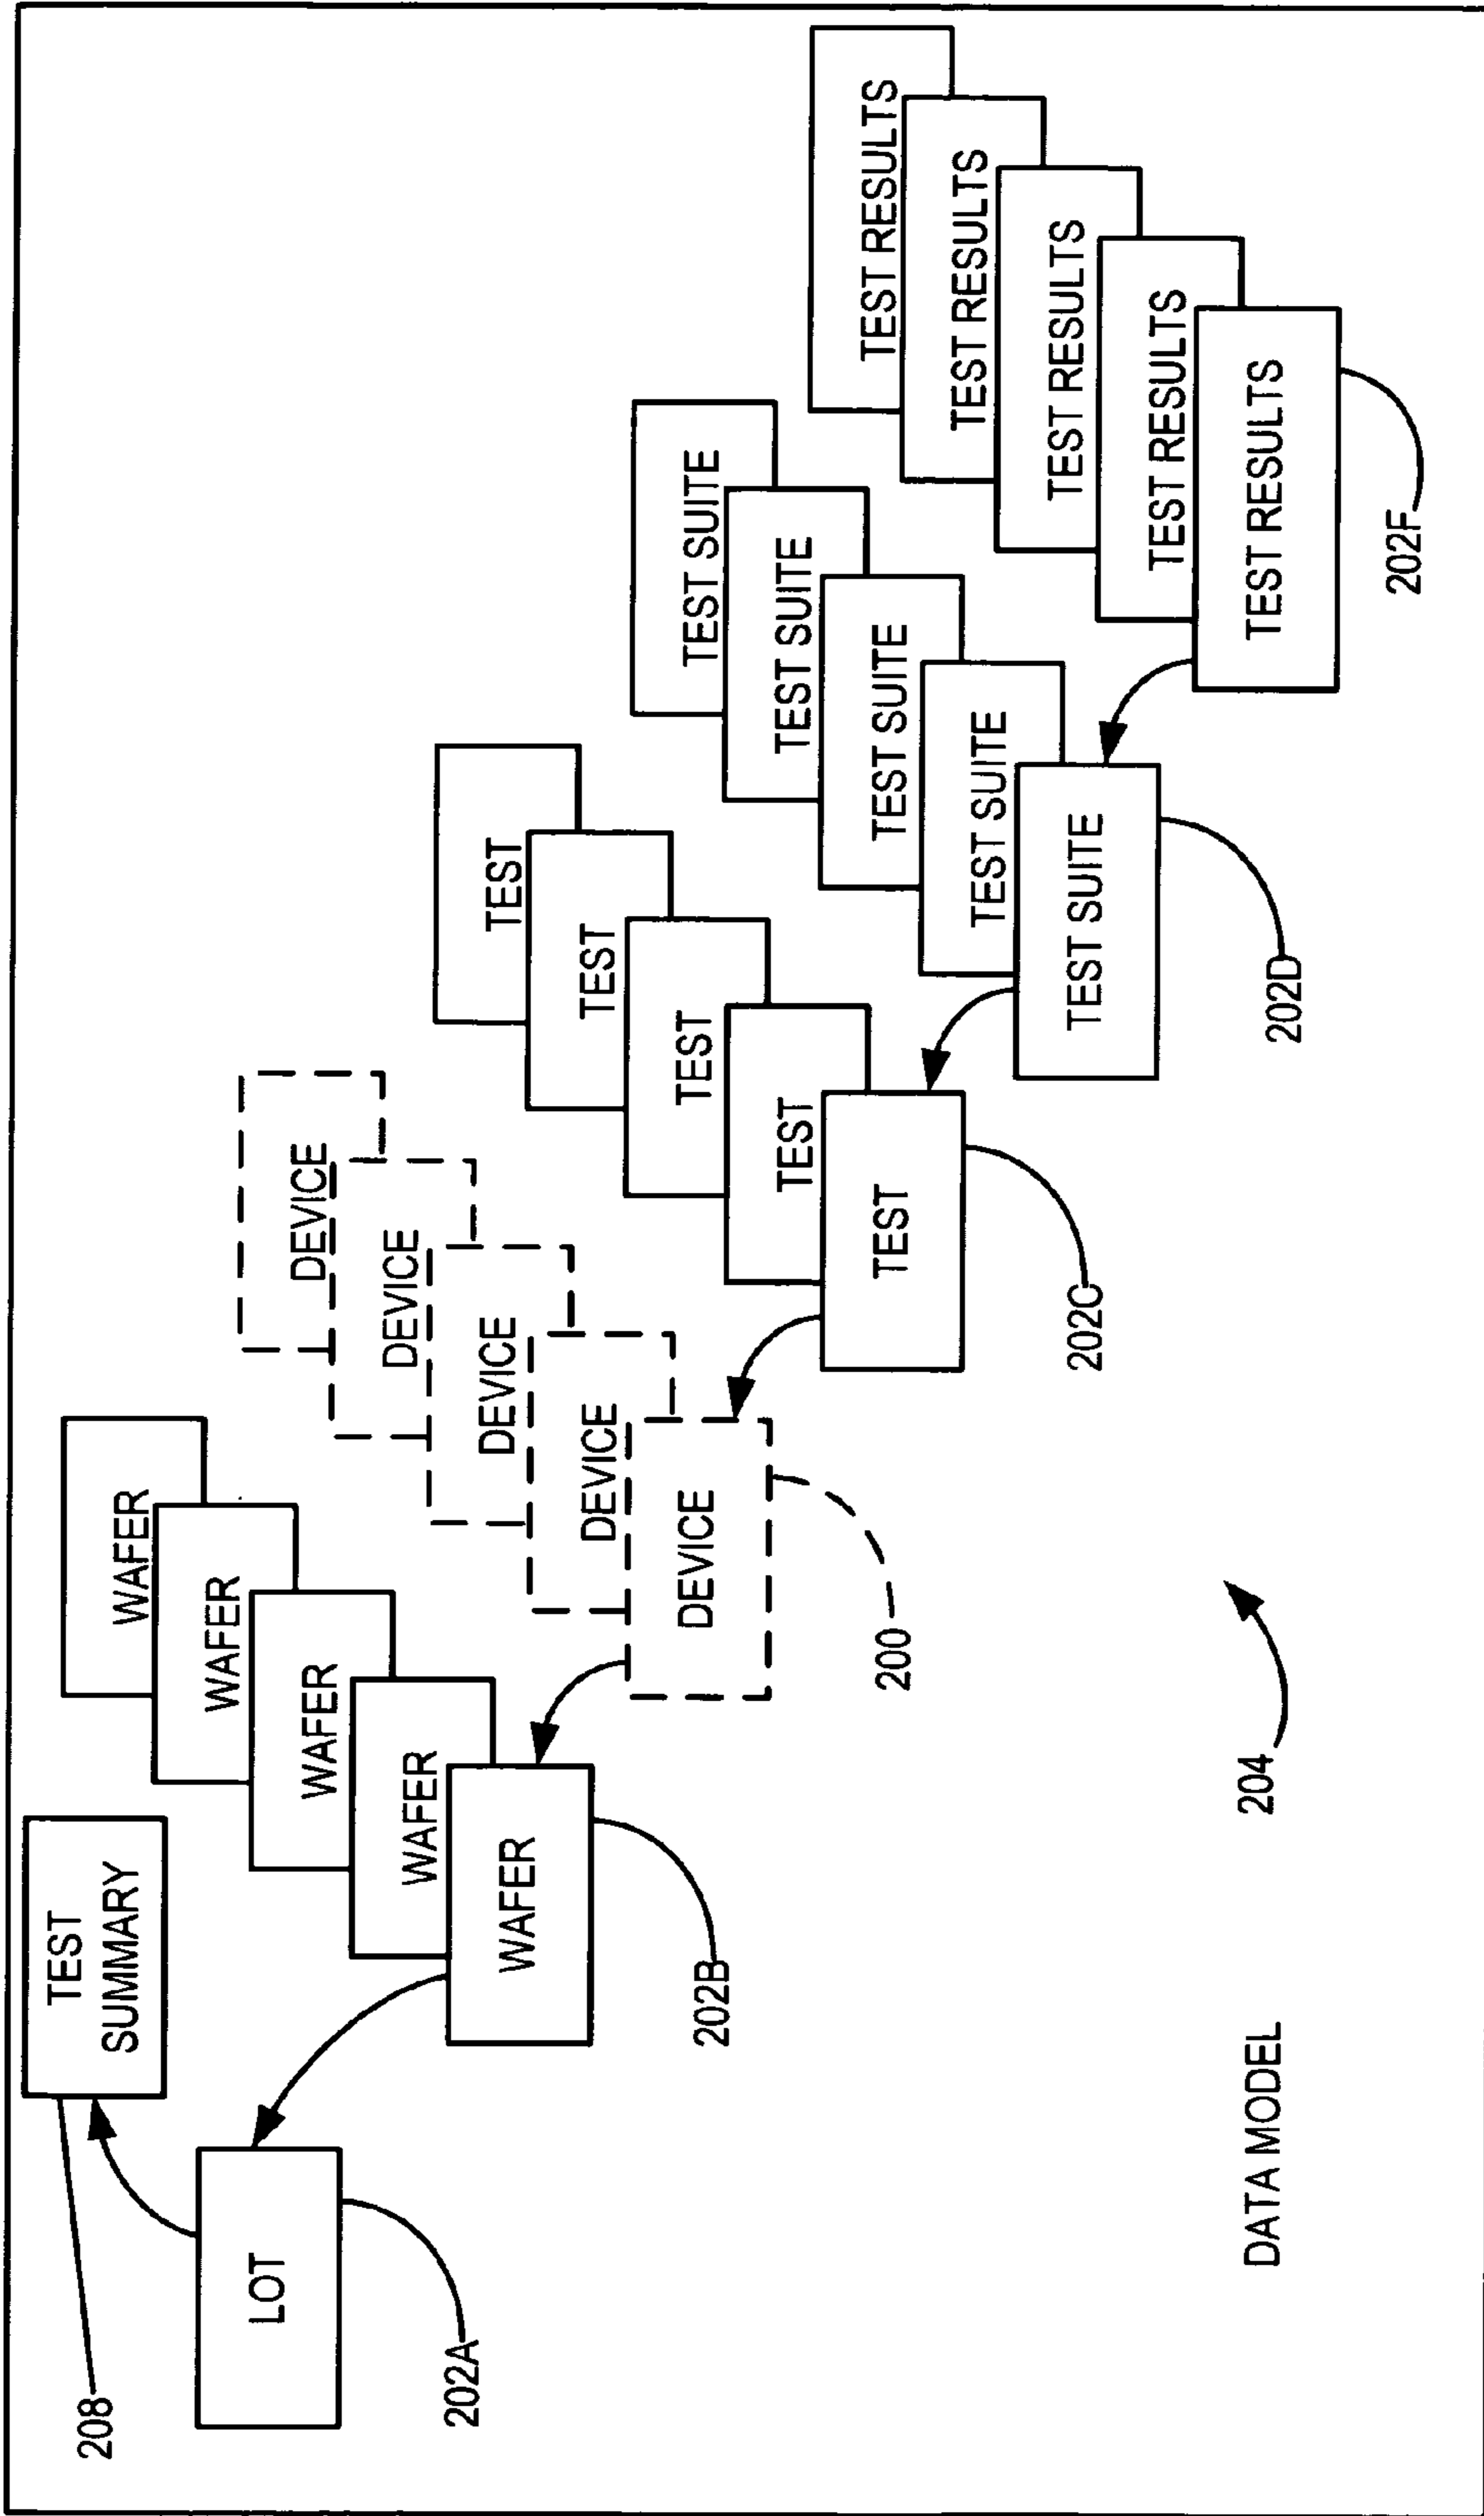 208
TEST
SUMMARY
LOT
202A
WAFER
WAFER
WAFER
WAFER
WAFER
202B
DEVICE
DEVICE
DEVICE
DEVICE
DEVICE
200
TEST
TEST
TEST
TEST
TEST
202C
TEST SUITE
TEST SUITE
TEST SUITE
TEST SUITE
TEST SUITE
202D
TEST RESULTS
TEST RESULTS
TEST RESULTS
TEST RESULTS
TEST RESULTS
202F
DATA MODEL
204